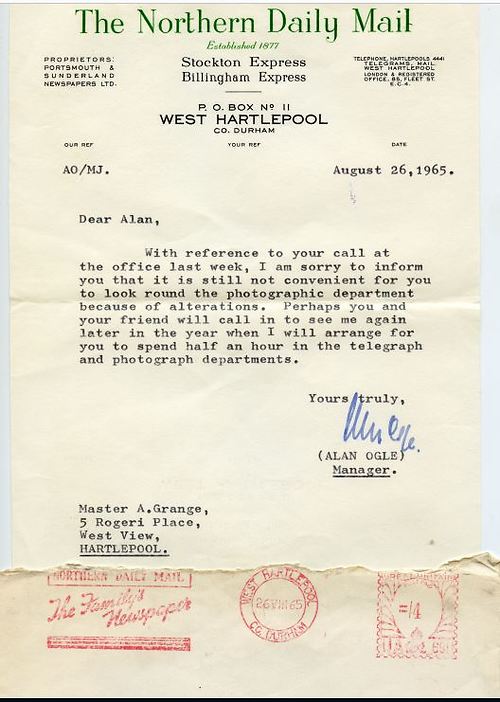 The Northern Daily Mail
Established 1877
PROPRIETORS:
PORTSMOUTH &
SUNDERLAND
NEWSPAPERS LTD.
Stockton Express
Billingham Express
TELEPHONE, HARTLEPOOLS 4441
TELEGRAMS, MAIL
WEST HARTLEPOOL
LONDON & REGISTERED
OFFICE, 85, FLEET ST.
E.C.4.
P. O. BOX Nº 11
WEST HARTLEPOOL
CO. DURHAM
OUR REF YOUR REF DATE
AO/MJ. August 26,1965.
Dear Alan,
With reference to your call at
the office last week, I am sorry to inform
you that it is still not convenient for you
to look round the photographic department
because of alterations. Perhaps you and
your friend will call in to see me again
later in the year when I will arrange for
you to spend half an hour in the telegraph
and photograph departments.
Yours truly,
(ALAN OGLE)
Manager.
Master A.Grange,
5 Rogeri Place,
West View,
HARTLEPOOL.
NORTHERN DAILY MAIL
The Family's
Newspaper
WEST HARTLEPOOL
26 VIII 65
CO. DURHAM